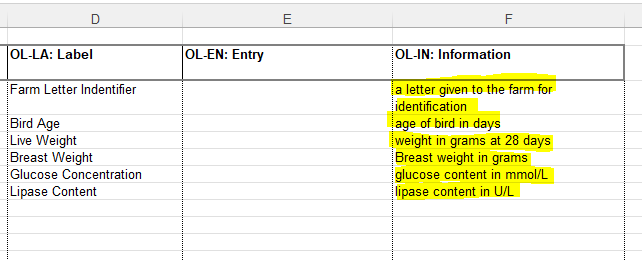 D E F
OL-LA: Label OL-EN: Entry OL-IN: Information
Farm Letter Indentifier a letter given to the farm for
identification
Bird Age age of bird in days
Live Weight weight in grams at 28 days
Breast Weight Breast weight in grams
Glucose Concentration glucose content in mmol/L
Lipase Content lipase content in U/L